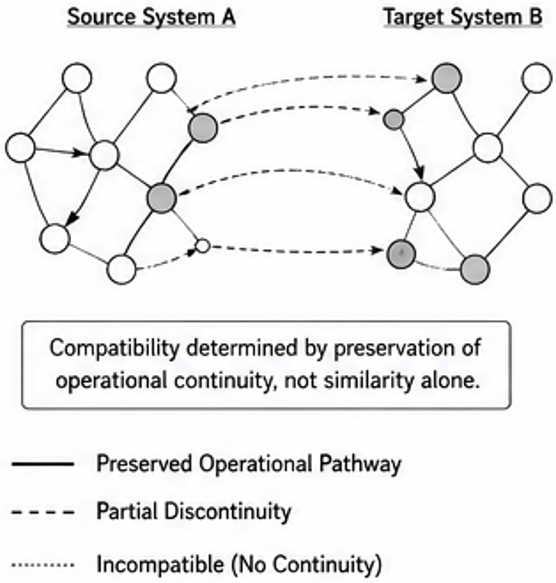 Source System A
Target System B
Compatibility determined by preservation of
operational continuity, not similarity alone.
Preserved Operational Pathway
Partial Discontinuity
Incompatible (No Continuity)